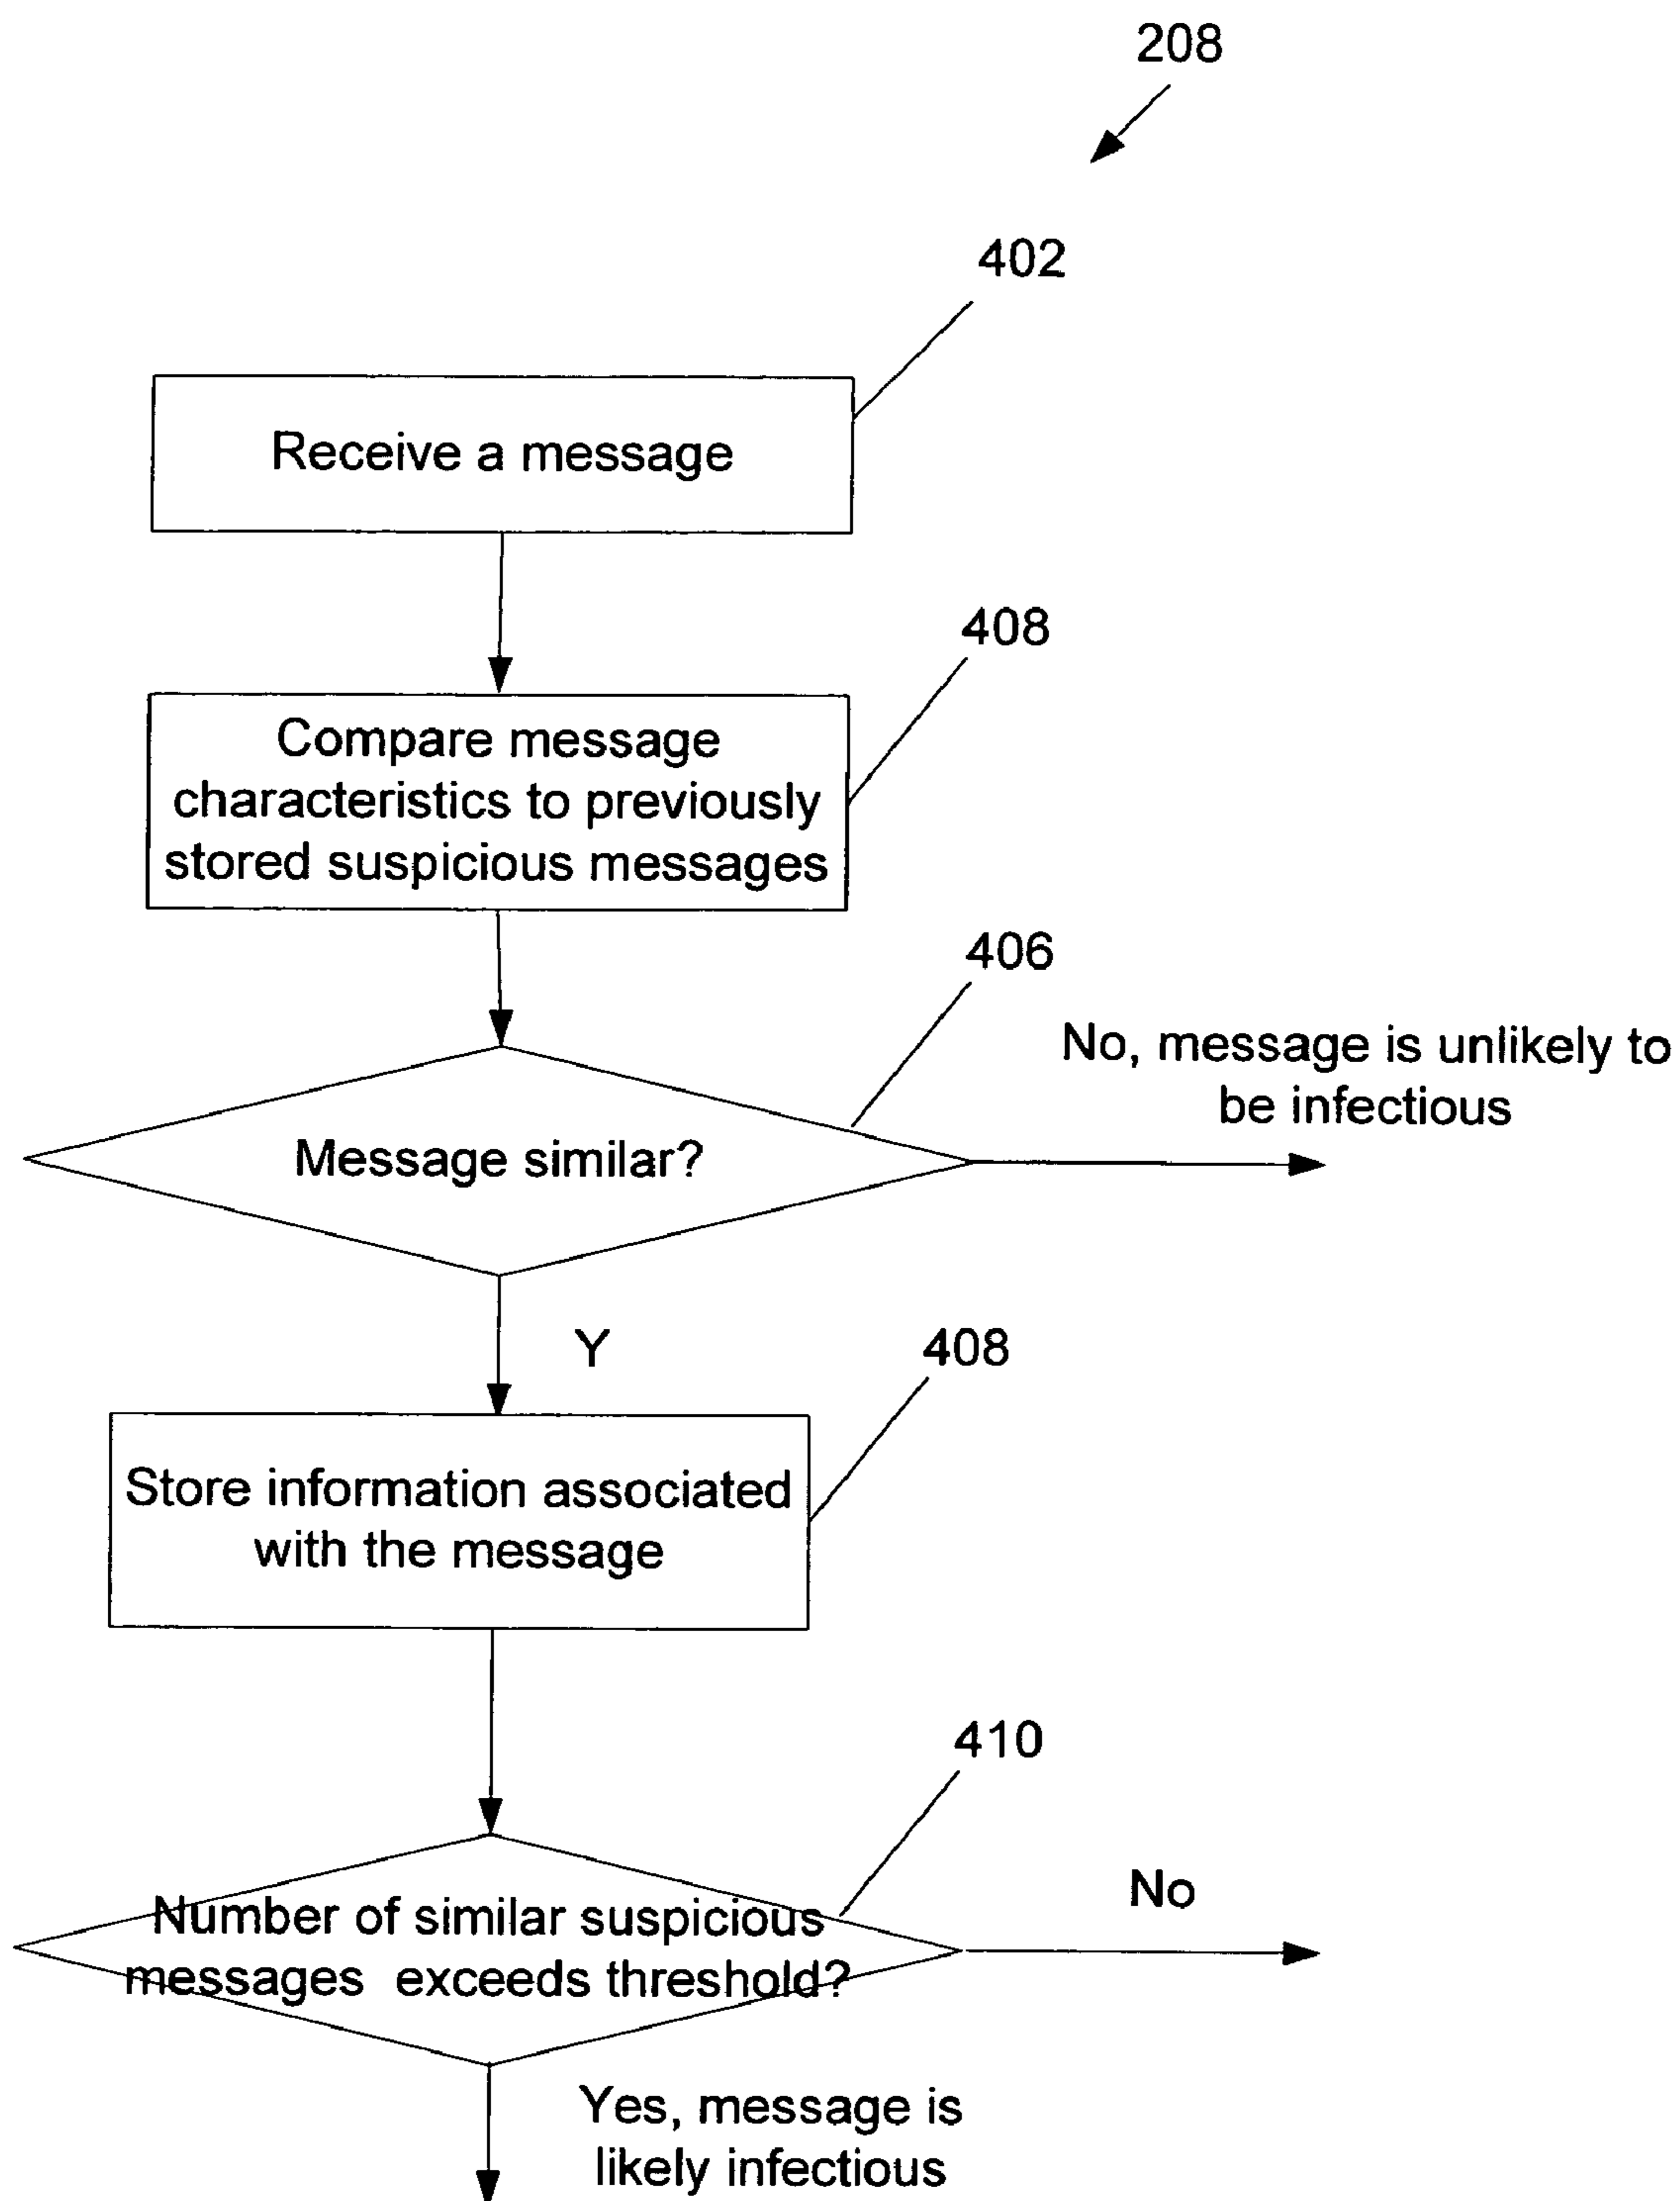 208
402
Receive a message
408
Compare message
characteristics to previously
stored suspicious messages
406
No, message is unlikely to
be infectious
Message similar?
Y
408
Store information associated
with the message
410
No
Number of similar suspicious
messages exceeds threshold?
Yes, message is
likely infectious